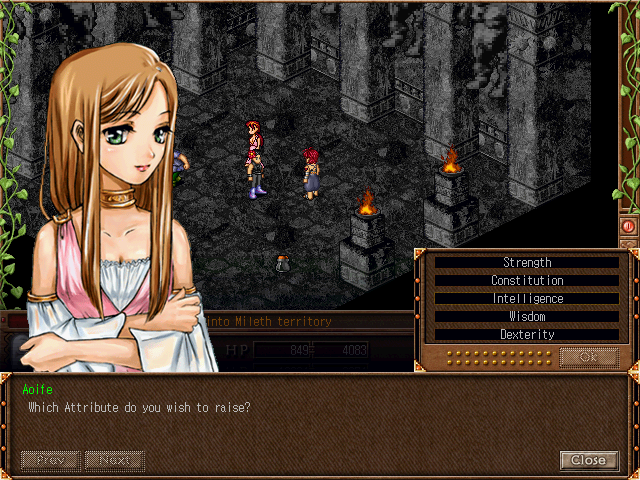 Strength
Constitution
Intelligence
Wisdom
Dexterity
Ok
into Mileth territory
HP 849 4083
Aoife
Which Attribute do you wish to raise?
Prev Next Close